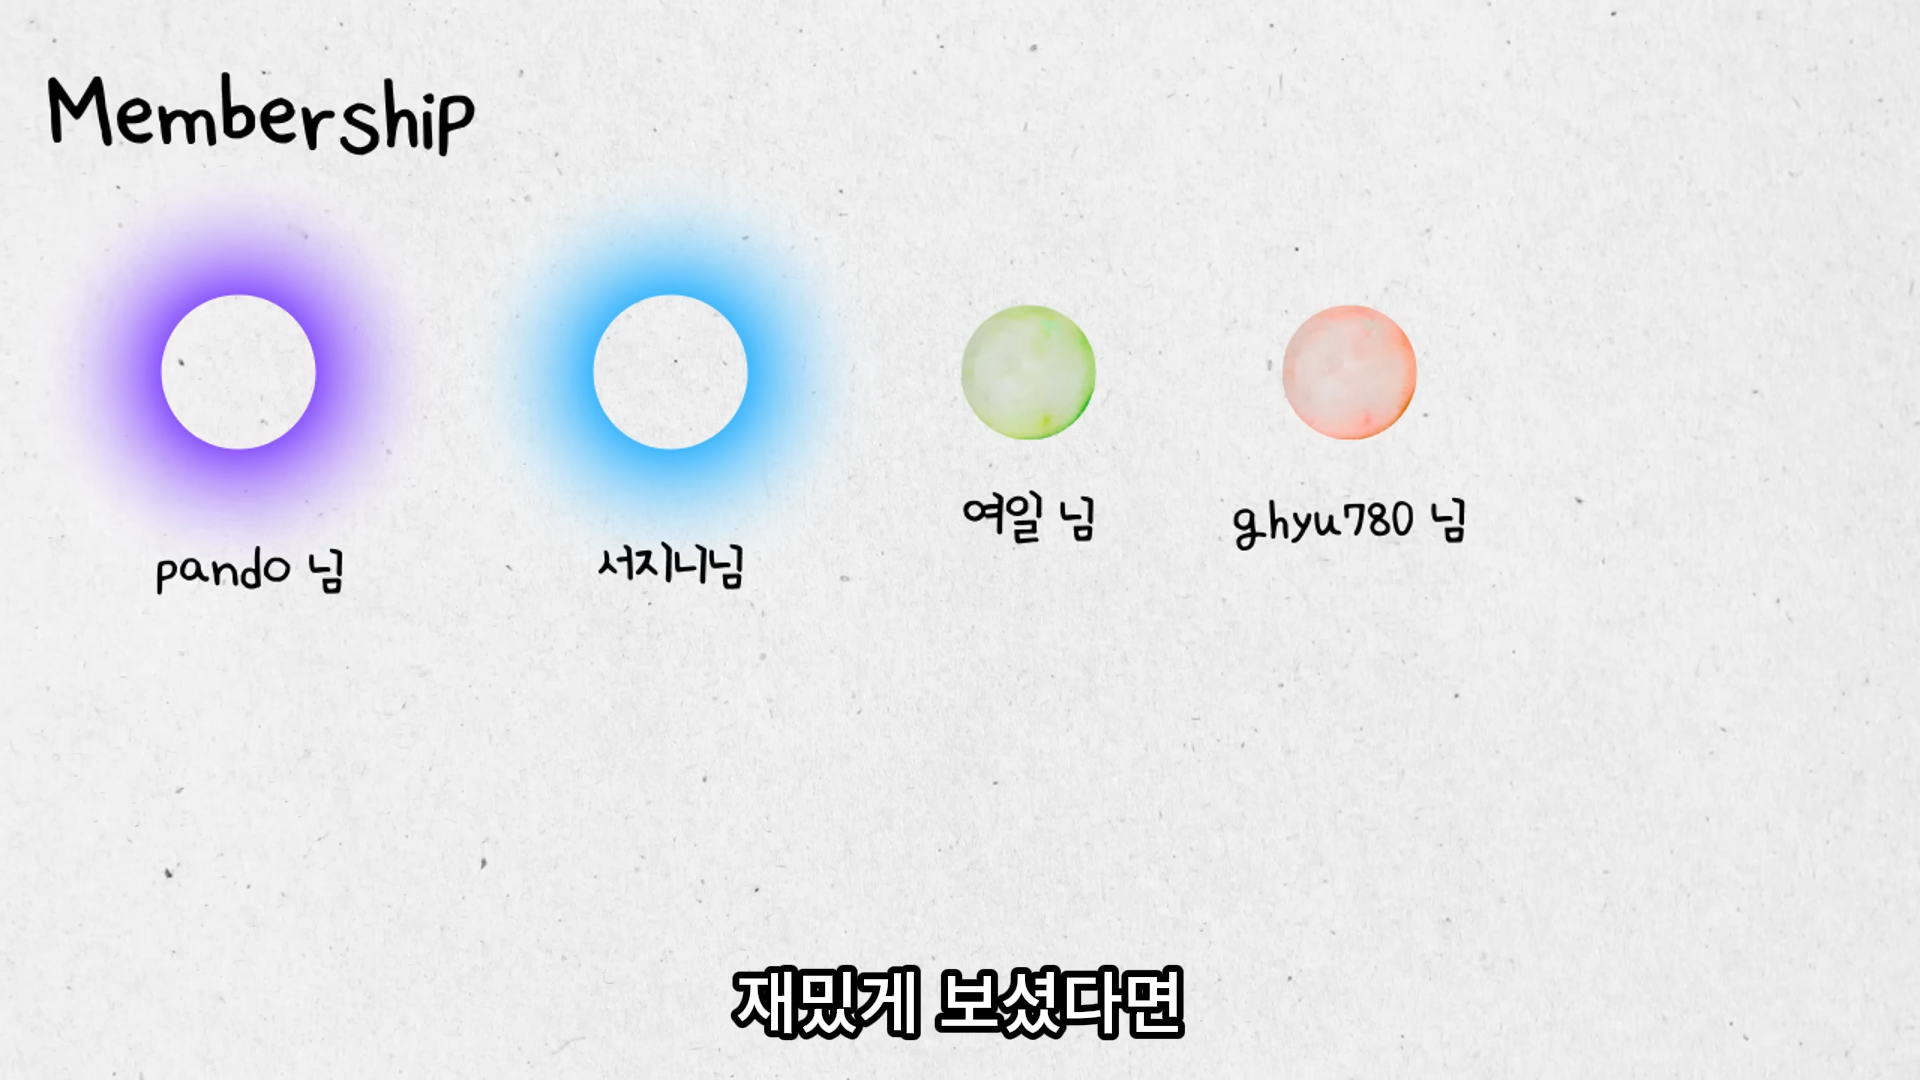 Membership
pando 님
서지니님
여일 님
ghyu780 님
재밌게 보셨다면